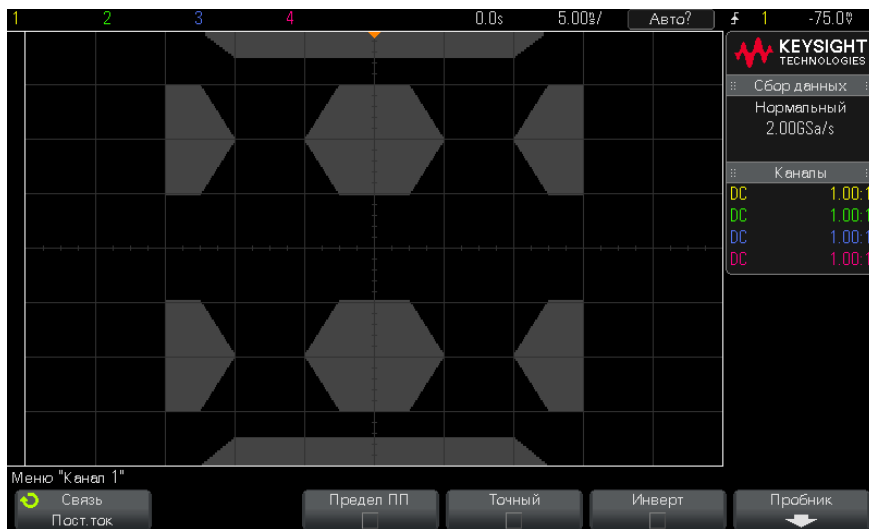 1 2 3 4 0.0s 5.00ns/ Авто? 1 -75.0V
KEYSIGHT
TECHNOLOGIES
Сбор данных
Нормальный
2.00GSa/s
Каналы
DC 1.00:1
DC 1.00:1
DC 1.00:1
DC 1.00:1
Меню "Канал 1"
Связь
Пост.ток
Предел ПП
Точный
Инверт
Пробник